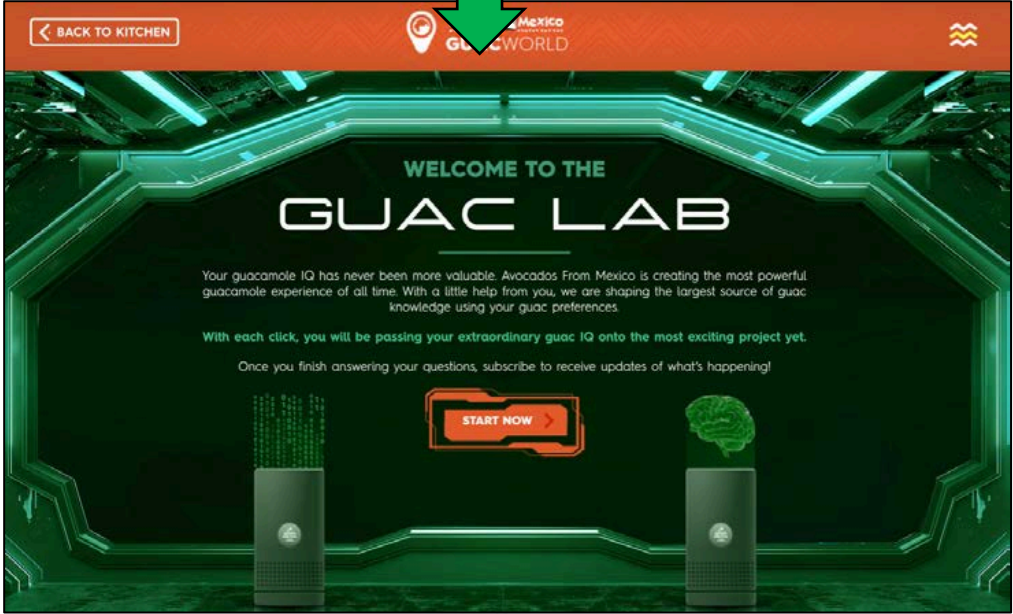 BACK TO KITCHEN
Mexico
WORLD
WELCOME TO THE
GUAC LAB
Your guacamole IQ has never been more valuable. Avocados From Mexico is creating the most powerful
guacamole experience of all time. With a little help from you, we are shaping the largest source of guac
knowledge using your guac preferences.
With each click, you will be passing your extraordinary guac IQ onto the most exciting project yet.
Once you finish answering your questions, subscribe to receive updates of what's happening!
START NOW